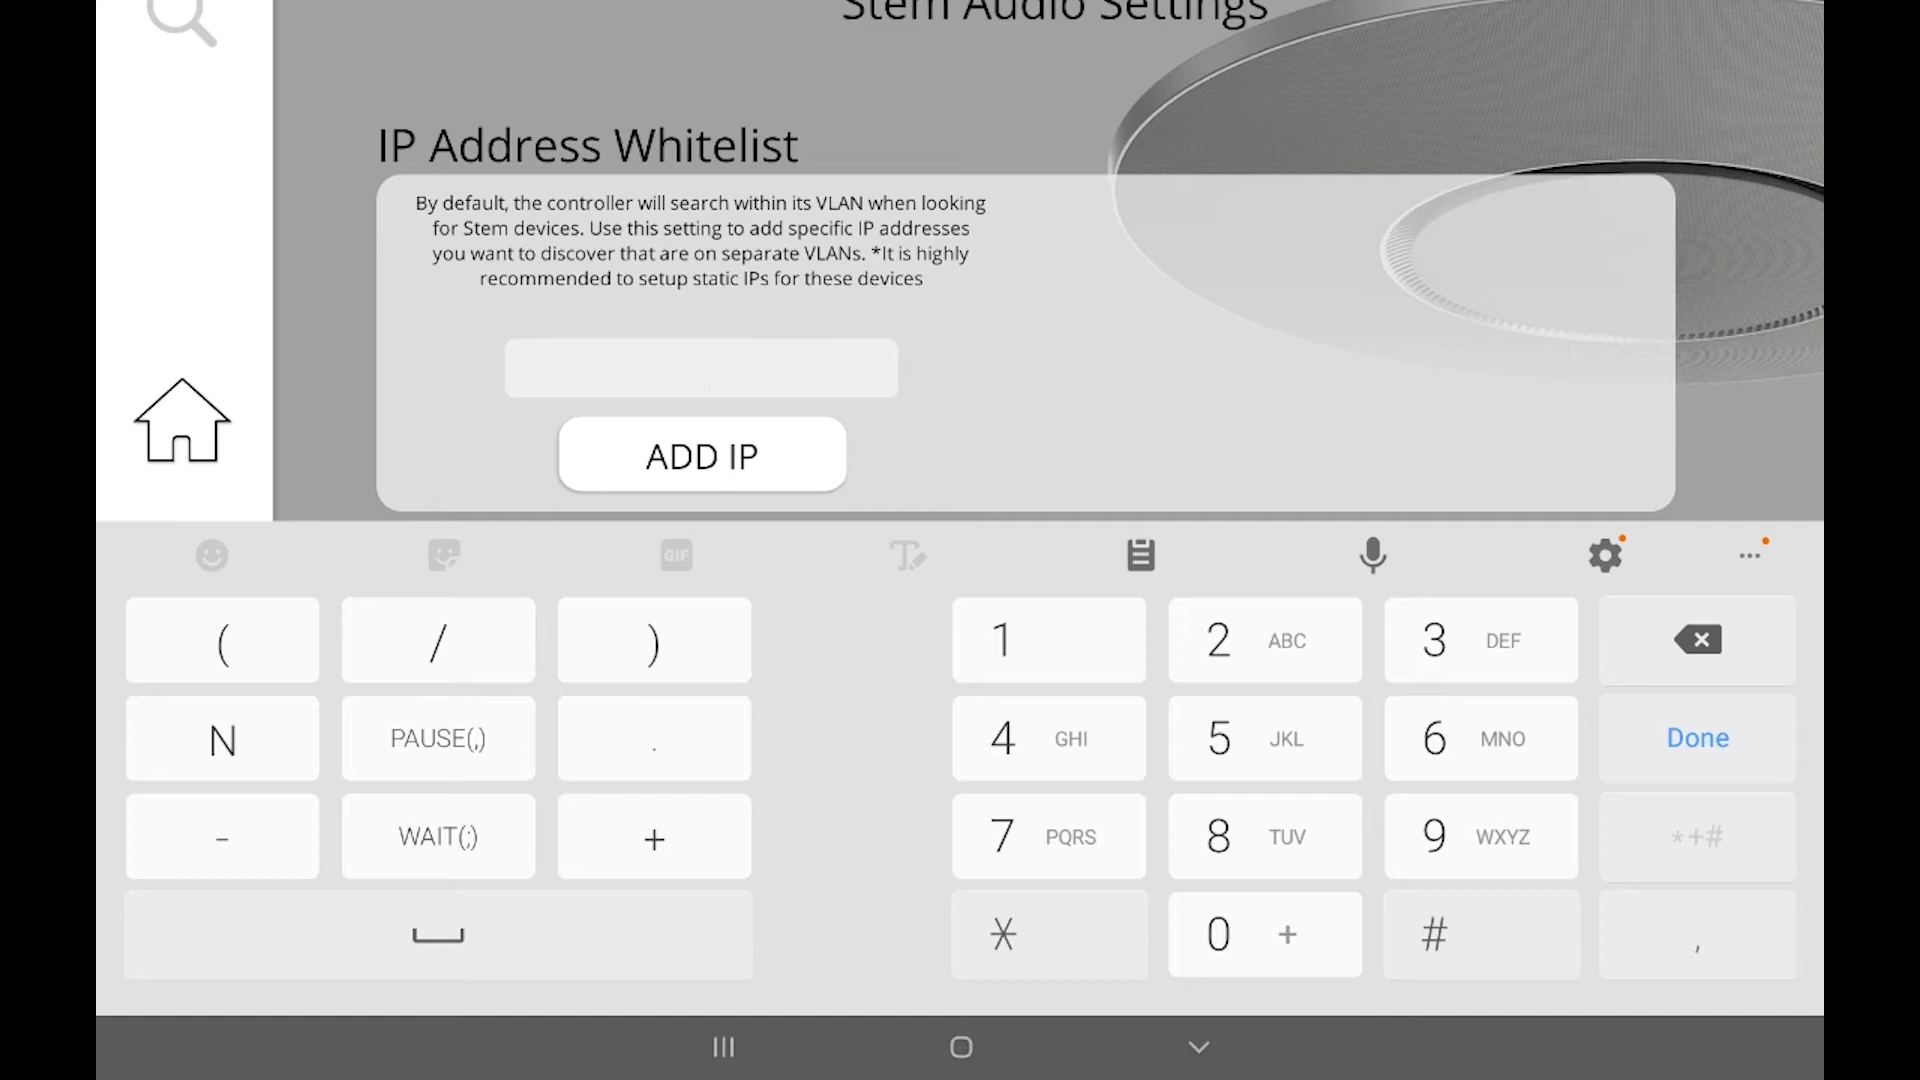 Stem Audio Settings
IP Address Whitelist
By default, the controller will search within its VLAN when looking
for Stem devices. Use this setting to add specific IP addresses
you want to discover that are on separate VLANs. *It is highly
recommended to setup static IPs for these devices
ADD IP
GIF T
( / ) 1 2 ABC 3 DEF
N PAUSE(,) . 4 GHI 5 JKL 6 MNO Done
- WAIT(;) + 7 PQRS 8 TUV 9 WXYZ *+#
* 0 + # ,